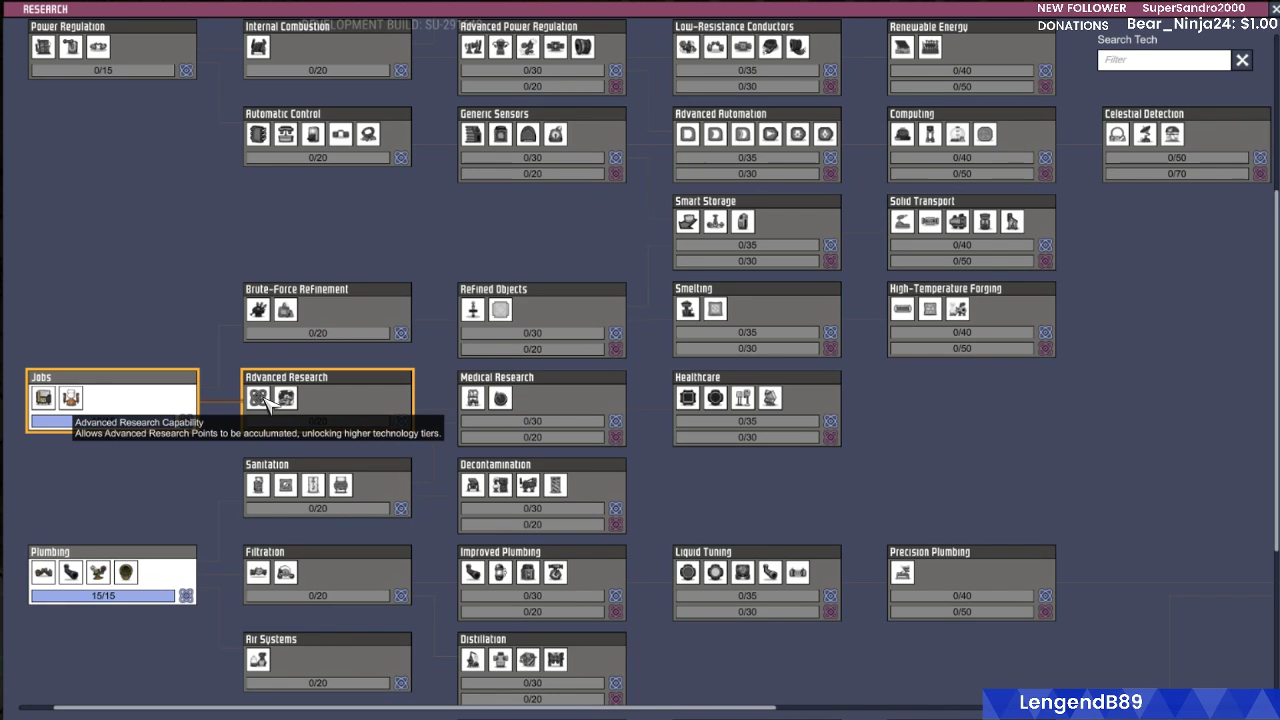 RESEARCH
DEVELOPMENT BUILD: SU-291
NEW FOLLOWER SuperSandro2000
DONATIONS Bear_Ninja24: $1.00
Search Tech
Filter
Power Regulation
0/15
Internal Combustion
0/20
Advanced Power Regulation
0/30
0/20
Low-Resistance Conductors
0/35
0/30
Renewable Energy
0/40
0/50
Automatic Control
0/20
Generic Sensors
0/30
0/20
Advanced Automation
0/35
0/30
Computing
0/40
0/50
Celestial Detection
0/50
0/70
Smart Storage
0/35
0/30
Solid Transport
0/40
0/50
Brute-Force Refinement
0/20
Refined Objects
0/30
0/20
Smelting
0/35
0/30
High-Temperature Forging
0/40
0/50
Jobs
Advanced Research
Advanced Research Capability
Allows Advanced Research Points to be acculumated, unlocking higher technology tiers.
Medical Research
0/30
0/20
Healthcare
0/35
0/30
Sanitation
0/20
Decontamination
0/30
0/20
Plumbing
15/15
Filtration
0/20
Improved Plumbing
0/30
0/20
Liquid Tuning
0/35
0/30
Precision Plumbing
0/40
0/50
Air Systems
0/20
Distillation
0/30
0/20
LengendB89